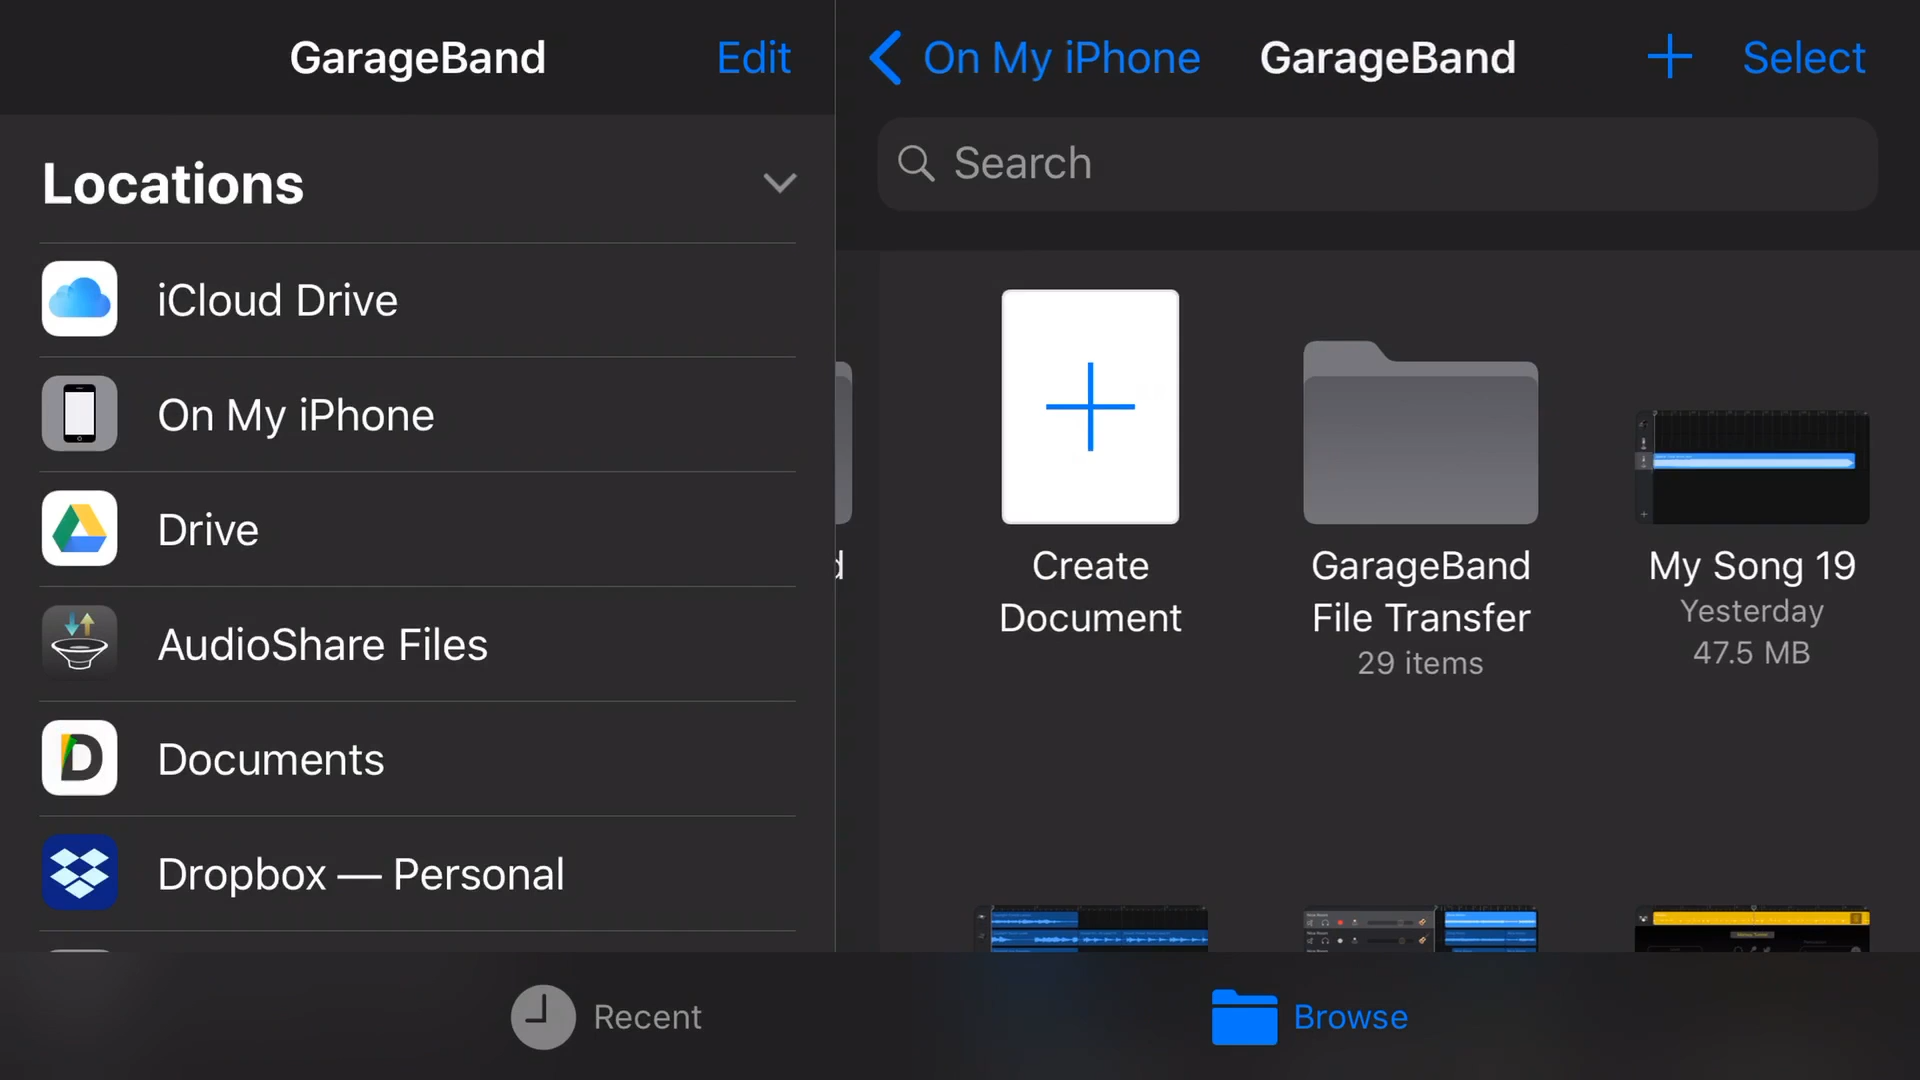 GarageBand
Edit
Locations
iCloud Drive
On My iPhone
Drive
AudioShare Files
Documents
Dropbox — Personal
On My iPhone
GarageBand
Select
Search
d
Create
Document
GarageBand
File Transfer
29 items
My Song 19
Yesterday
47.5 MB
Recent
Browse